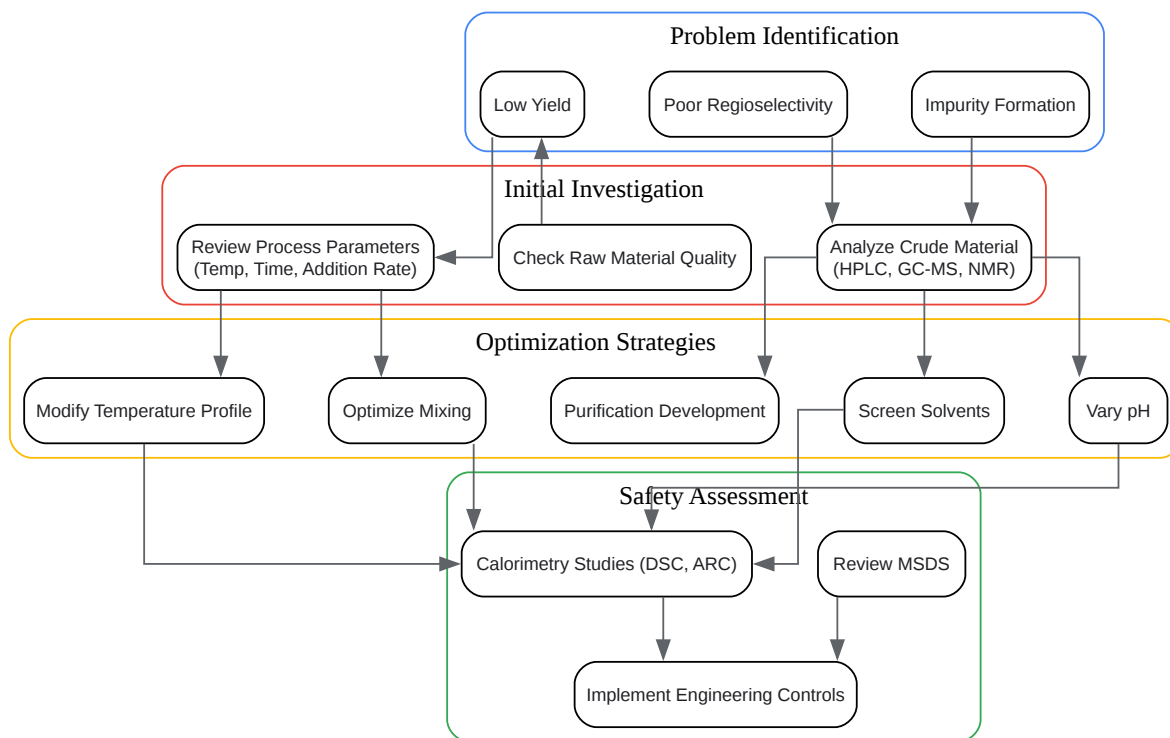 Problem Identification
Low Yield
Poor Regioselectivity
Impurity Formation
Initial Investigation
Review Process Parameters
(Temp, Time, Addition Rate)
Check Raw Material Quality
Analyze Crude Material
(HPLC, GC-MS, NMR)
Optimization Strategies
Modify Temperature Profile
Optimize Mixing
Purification Development
Screen Solvents
Vary pH
Safety Assessment
Calorimetry Studies (DSC, ARC)
Review MSDS
Implement Engineering Controls